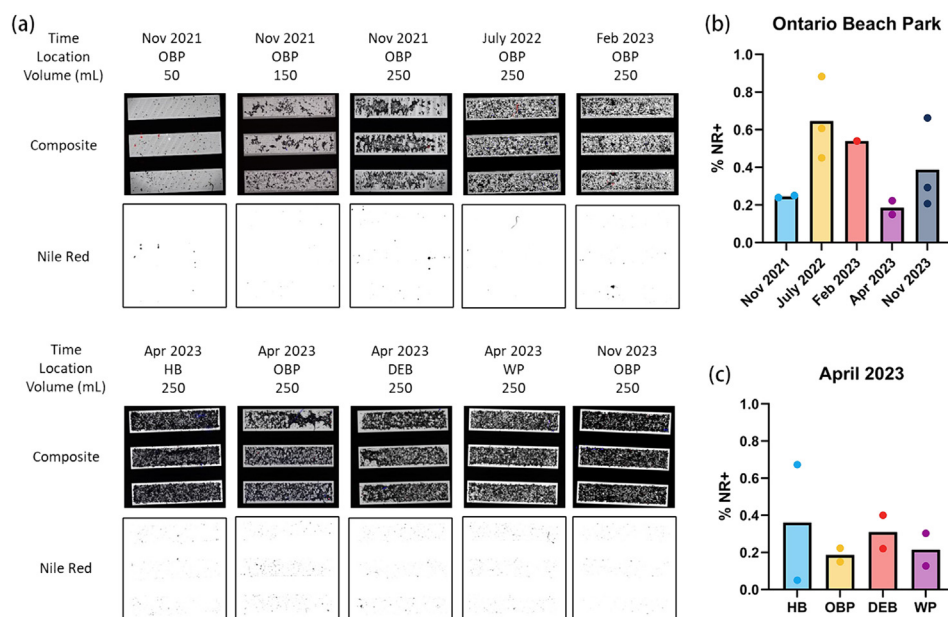 (a)
Time Nov 2021 Nov 2021 Nov 2021 July 2022 Feb 2023
Location OBP OBP OBP OBP OBP
Volume (mL) 50 150 250 250 250
Composite
Nile Red
Time Apr 2023 Apr 2023 Apr 2023 Apr 2023 Nov 2023
Location HB OBP DEB WP OBP
Volume (mL) 250 250 250 250 250
Composite
Nile Red
(b)
Ontario Beach Park
% NR+
1.0
0.8
0.6
0.4
0.2
0.0
Nov 2021 July 2022 Feb 2023 Apr 2023 Nov 2023
(c)
April 2023
% NR+
1.0
0.8
0.6
0.4
0.2
0.0
HB OBP DEB WP